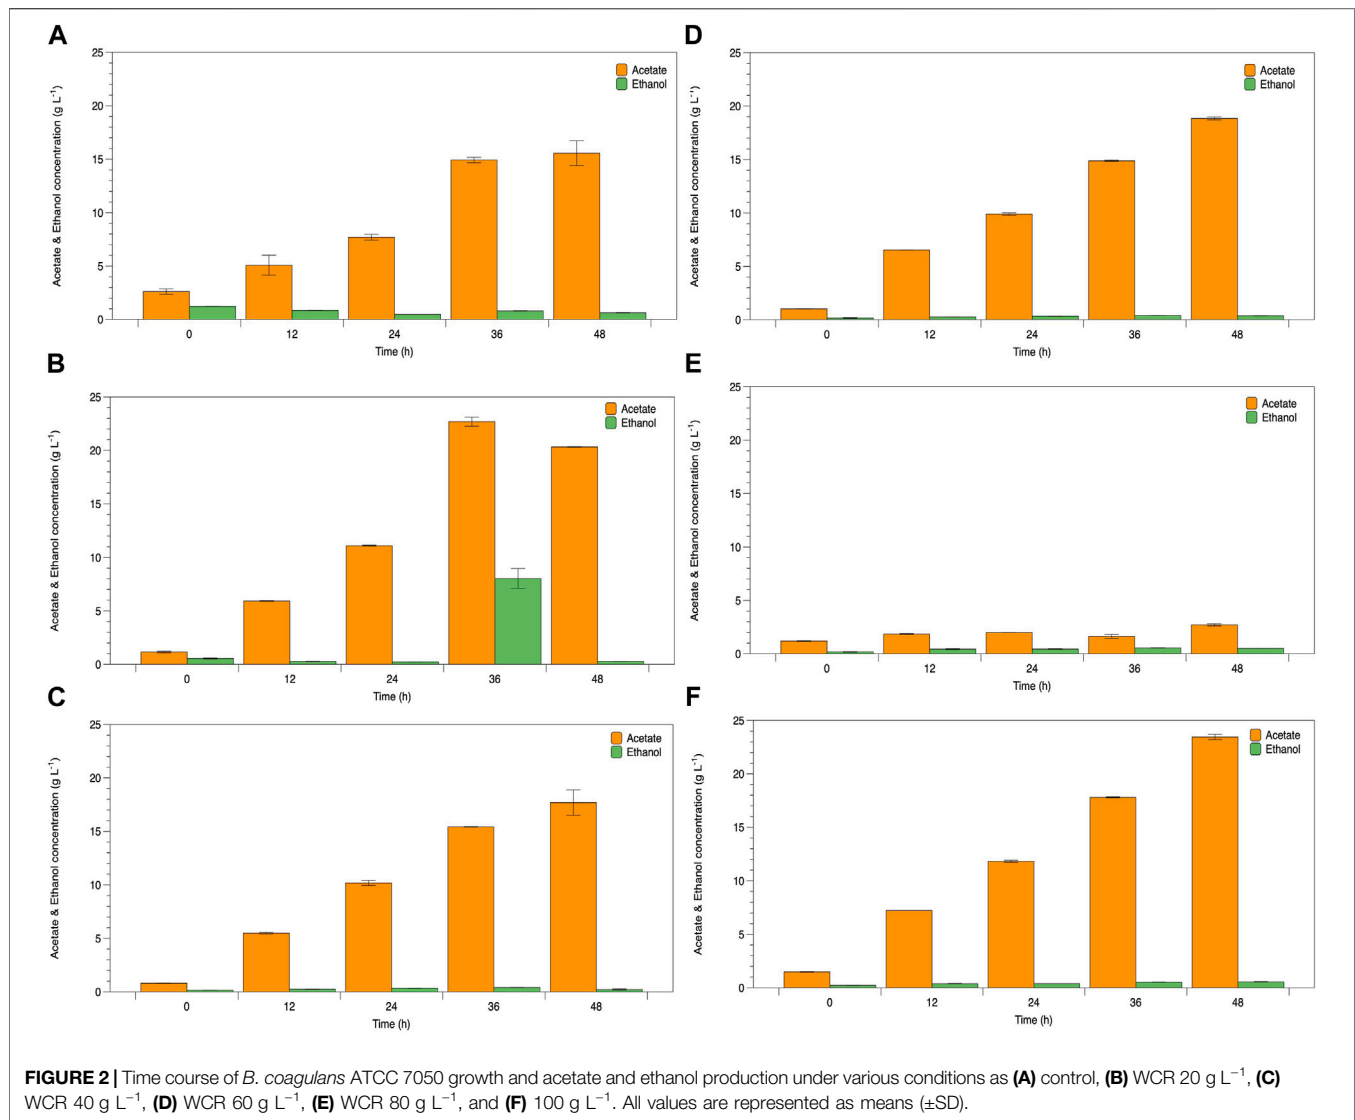 A
Acetate & Ethanol concentration (g L⁻¹)
25
20
15
10
5
0
Acetate
Ethanol
0 12 24 36 48
Time (h)
B
Acetate & Ethanol concentration (g L⁻¹)
25
20
15
10
5
0
Acetate
Ethanol
0 12 24 36 48
Time (h)
C
Acetate & Ethanol concentration (g L⁻¹)
25
20
15
10
5
0
Acetate
Ethanol
0 12 24 36 48
Time (h)
D
Acetate & Ethanol concentration (g L⁻¹)
25
20
15
10
5
0
Acetate
Ethanol
0 12 24 36 48
Time (h)
E
Acetate & Ethanol concentration (g L⁻¹)
25
20
15
10
5
0
Acetate
Ethanol
0 12 24 36 48
Time (h)
F
Acetate & Ethanol concentration (g L⁻¹)
25
20
15
10
5
0
Acetate
Ethanol
0 12 24 36 48
Time (h)
FIGURE 2 | Time course of B. coagulans ATCC 7050 growth and acetate and ethanol production under various conditions as (A) control, (B) WCR 20 g L⁻¹, (C)
WCR 40 g L⁻¹, (D) WCR 60 g L⁻¹, (E) WCR 80 g L⁻¹, and (F) 100 g L⁻¹. All values are represented as means (±SD).